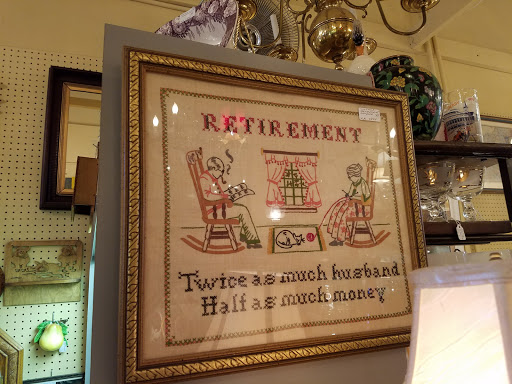 RETIREMENT
Twice as much husband
Half as much money